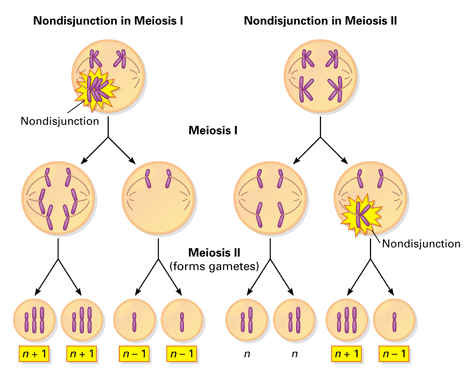 Nondisjunction in Meiosis I
Nondisjunction in Meiosis II
Nondisjunction
Meiosis I
Nondisjunction
Meiosis II
(forms gametes)
n + 1
n + 1
n – 1
n – 1
n
n
n + 1
n – 1